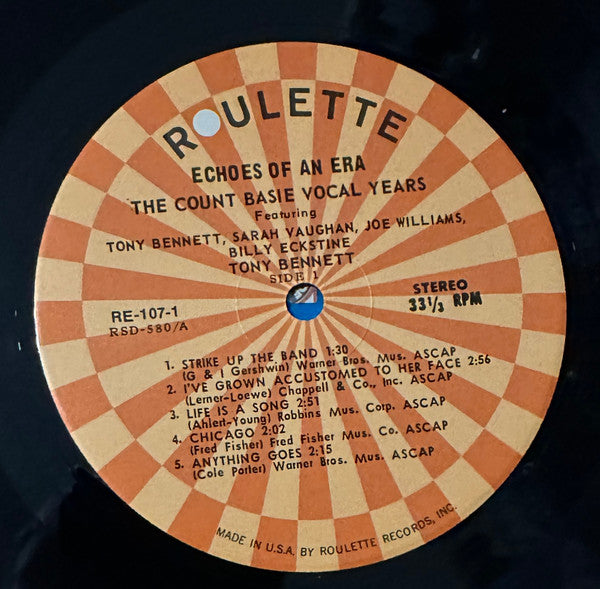 ROULETTE
ECHOES OF AN ERA
THE COUNT BASIE VOCAL YEARS
Featuring
TONY BENNETT, SARAH VAUGHAN, JOE WILLIAMS,
BILLY ECKSTINE
TONY BENNETT
SIDE 1
RE-107-1
RSD-580/A
STEREO
33 1/3 RPM
1. STRIKE UP THE BAND 1:30
(G & I Gershwin) Warner Bros. Mus. ASCAP
2. I'VE GROWN ACCUSTOMED TO HER FACE 2:56
(Lerner-Loewe) Chappell & Co., Inc. ASCAP
3. LIFE IS A SONG 2:51
(Ahlert-Young) Robbins Mus. Corp. ASCAP
4. CHICAGO 2:02
(Fred Fisher) Fred Fisher Mus. Co. ASCAP
5. ANYTHING GOES 2:15
(Cole Porter) Warner Bros. Mus. ASCAP
MADE IN U.S.A. BY ROULETTE RECORDS, INC.